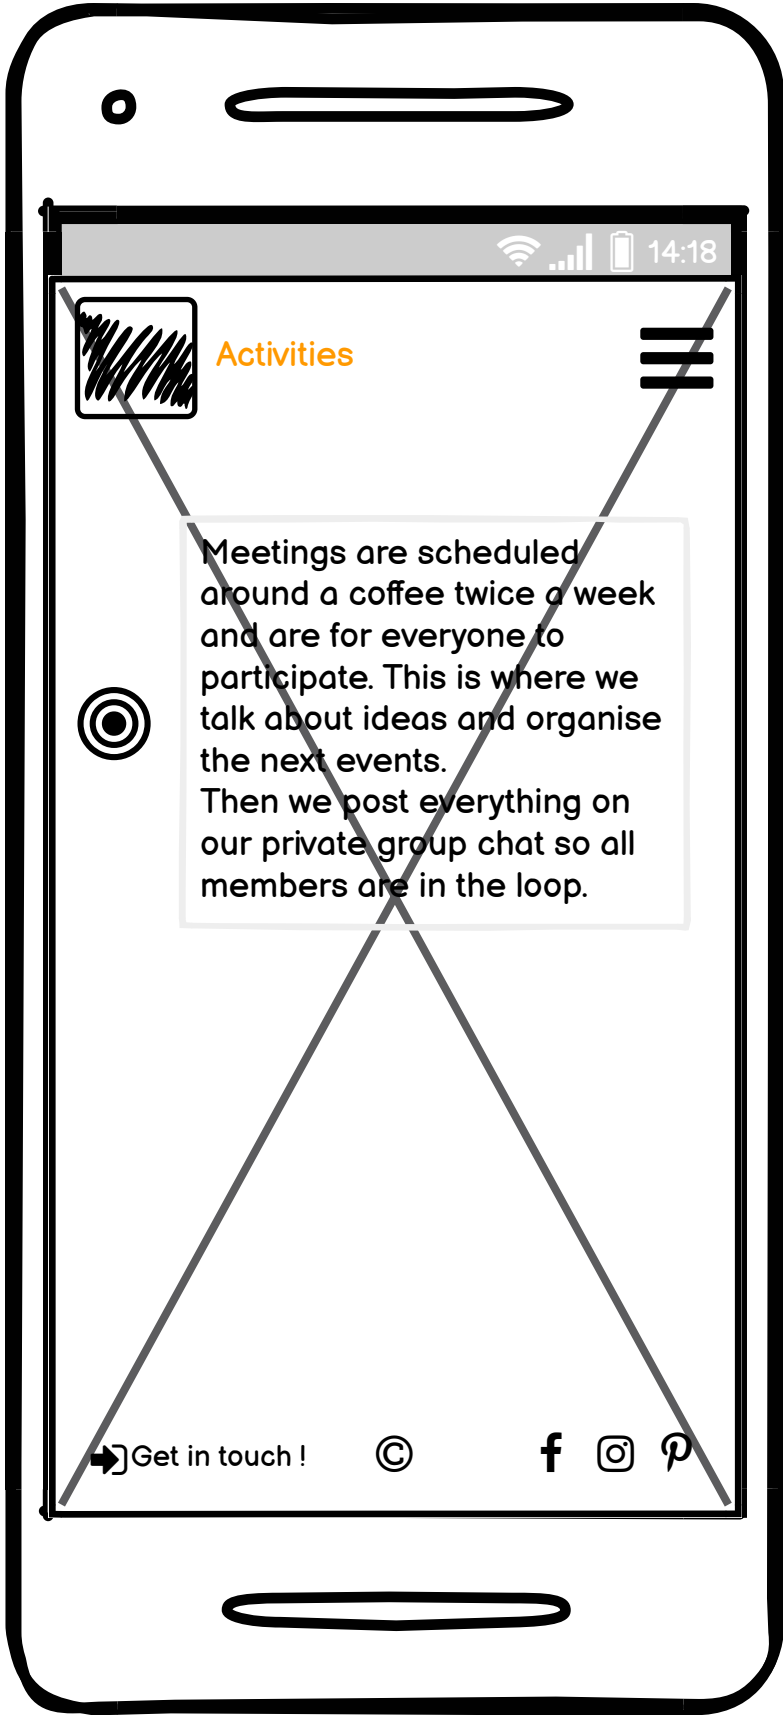 14:18
Activities
Meetings are scheduled
around a coffee twice a week
and are for everyone to
participate. This is where we
talk about ideas and organise
the next events.
Then we post everything on
our private group chat so all
members are in the loop.
Get in touch ! ©